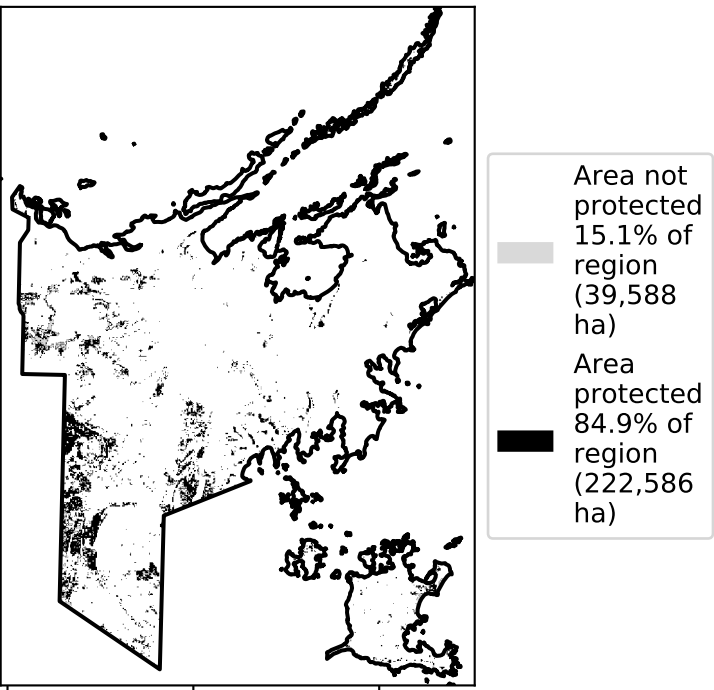 Area not
protected
15.1% of
region
(39,588
ha)
Area
protected
84.9% of
region
(222,586
ha)